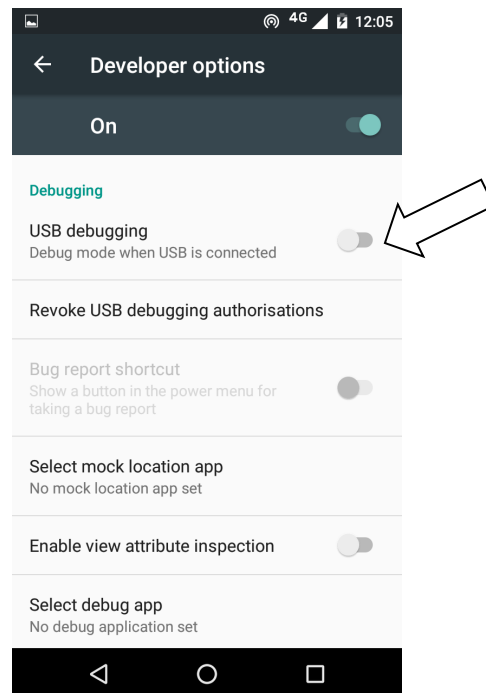 4G 12:05
Developer options
On
Debugging
USB debugging
Debug mode when USB is connected
Revoke USB debugging authorisations
Bug report shortcut
Show a button in the power menu for
taking a bug report
Select mock location app
No mock location app set
Enable view attribute inspection
Select debug app
No debug application set